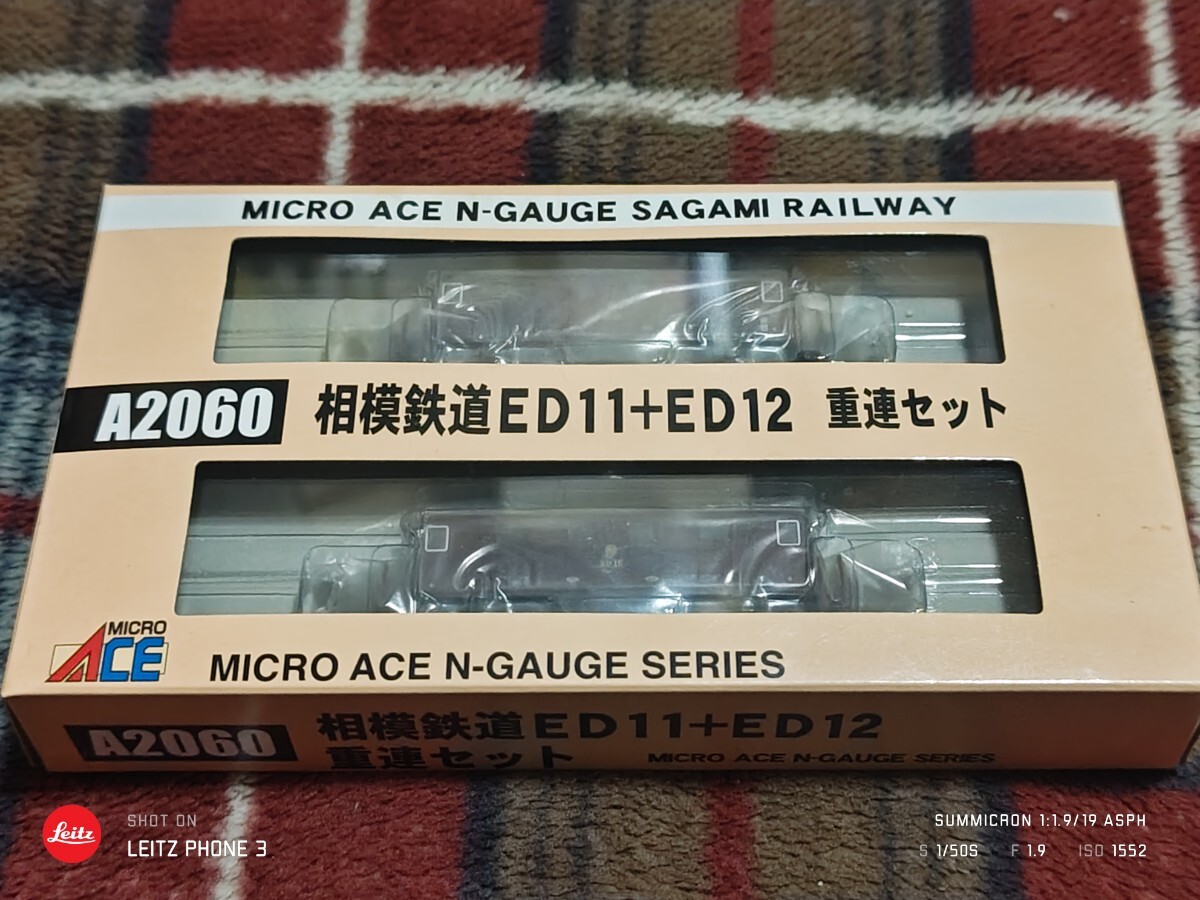 MICRO ACE N-GAUGE SAGAMI RAILWAY
A2060 相模鉄道ED11+ED12 重連セット
MICRO ACE
MICRO ACE N-GAUGE SERIES
A2060 相模鉄道ED11+ED12
重連セット MICRO ACE N-GAUGE SERIES
Leitz
SHOT ON
LEITZ PHONE 3
SUMMICRON 1:1.9/19 ASPH
S 1/50S F 1.9 ISO 1552